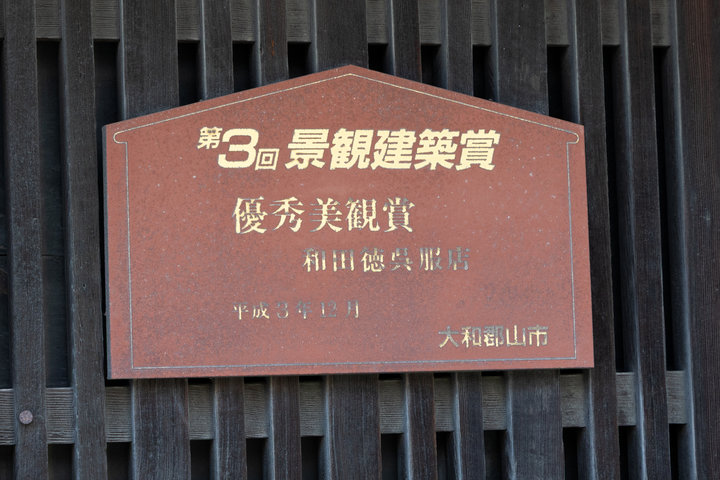 第3回 景観建築賞
優秀美観賞
和田徳呉服店
平成3年12月
大和郡山市